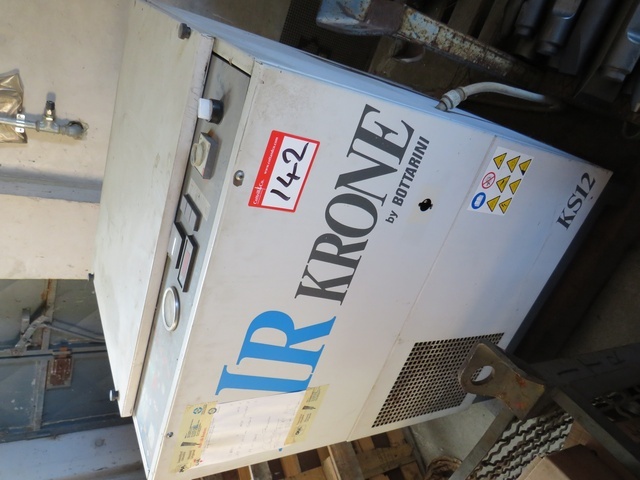 142
IR
KRONE
by BOTTARINI
KS12